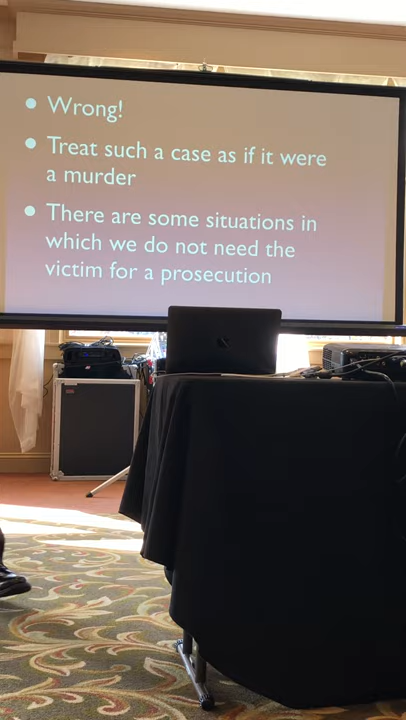 Wrong!
Treat such a case as if it were
a murder
There are some situations in
which we do not need the
victim for a prosecution